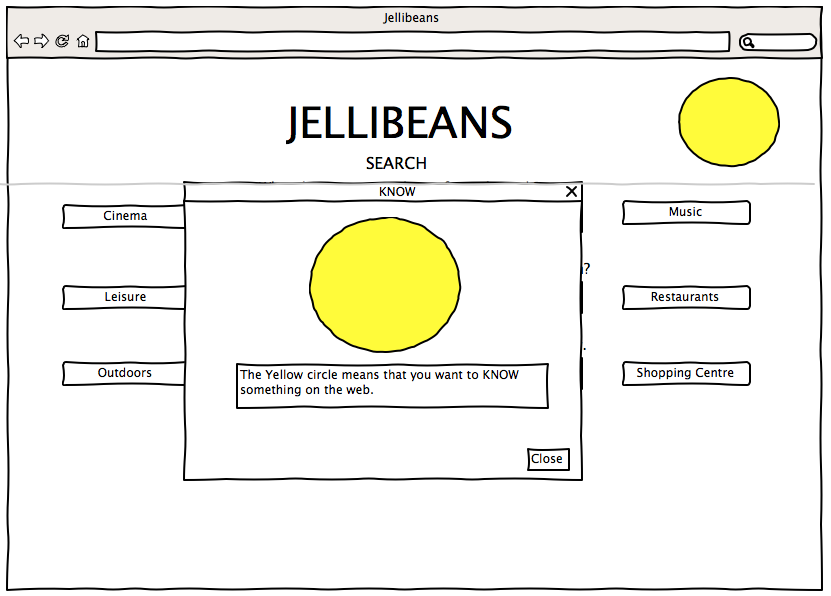 Jellibeans
JELLIBEANS
SEARCH
KNOW
Cinema
Music
?
Leisure
Restaurants
.
Outdoors
Shopping Centre
The Yellow circle means that you want to KNOW
something on the web.
Close